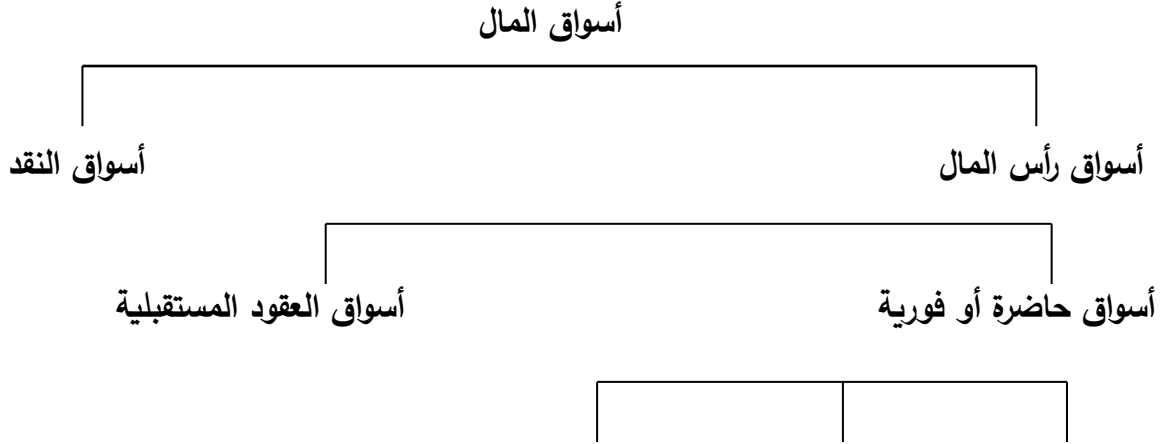 أسواق المال
أسواق رأس المال
أسواق النقد
أسواق حاضرة أو فورية
أسواق العقود المستقبلية